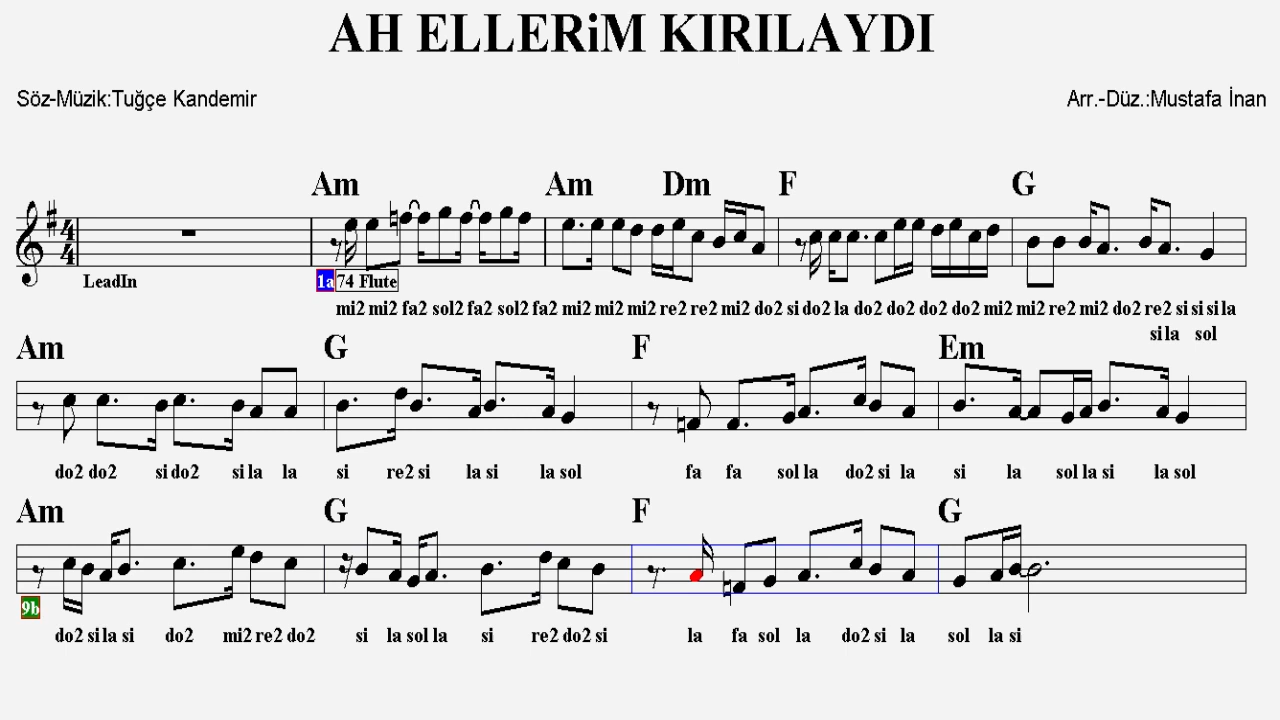 AH ELLERiM KIRILAYDI
Söz-Müzik:Tuğçe Kandemir
Arr.-Düz.:Mustafa İnan
Am Am Dm F G
4
4
LeadIn
1a 74 Flute
mi2 mi2 fa2 sol2 fa2 sol2 fa2 mi2 mi2 mi2 re2 re2 mi2 do2 si do2 la do2 do2 do2 do2 mi2 mi2 re2 mi2 do2 re2 si si si la
si la sol
Am G F Em
do2 do2 si do2 si la la si re2 si la si la sol fa fa sol la do2 si la si la sol la si la sol
Am G F G
9b
do2 si la si do2 mi2 re2 do2 si la sol la si re2 do2 si la fa sol la do2 si la sol la si